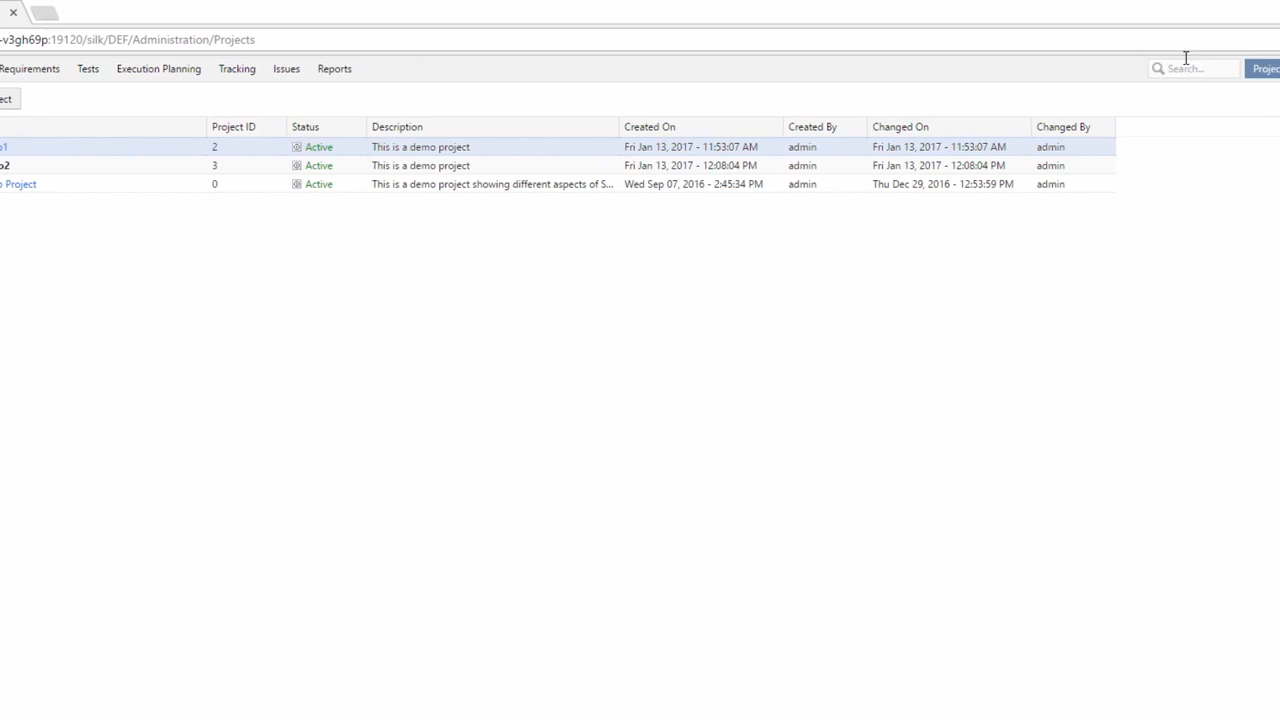 -v3gh69p:19120/silk/DEF/Administration/Projects
Requirements Tests Execution Planning Tracking Issues Reports Search... Projec
ect
Project ID Status Description Created On Created By Changed On Changed By
o1 2 Active This is a demo project Fri Jan 13, 2017 - 11:53:07 AM admin Fri Jan 13, 2017 - 11:53:07 AM admin
o2 3 Active This is a demo project Fri Jan 13, 2017 - 12:08:04 PM admin Fri Jan 13, 2017 - 12:08:04 PM admin
o Project 0 Active This is a demo project showing different aspects of S... Wed Sep 07, 2016 - 2:45:34 PM admin Thu Dec 29, 2016 - 12:53:59 PM admin